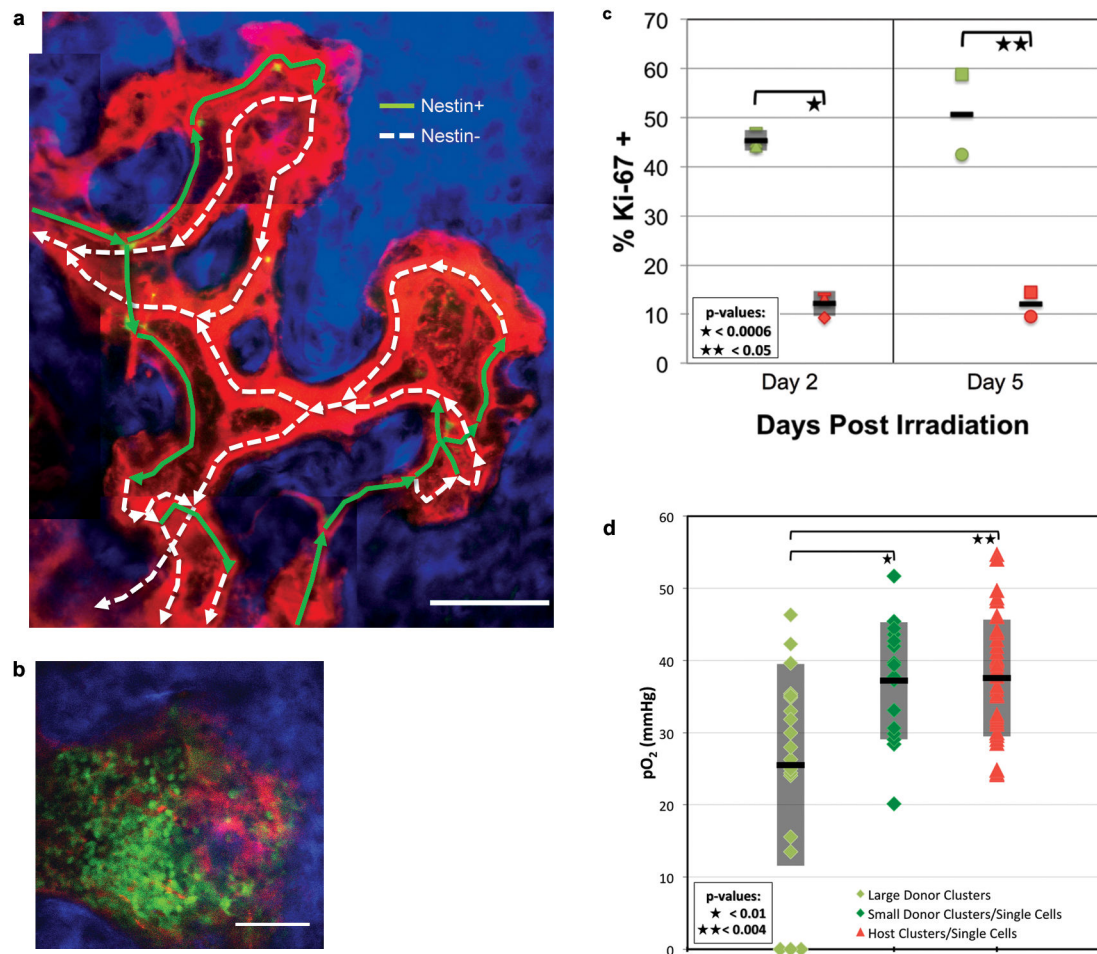 a
Nestin+
Nestin-
b
c
70
60
50
40
30
20
10
0
% Ki-67 +
★
★★
p-values:
★ < 0.0006
★★ < 0.05
Day 2
Day 5
Days Post Irradiation
d
60
50
40
30
20
10
0
pO₂ (mmHg)
★
★★
p-values:
★ < 0.01
★★< 0.004
Large Donor Clusters
Small Donor Clusters/Single Cells
Host Clusters/Single Cells